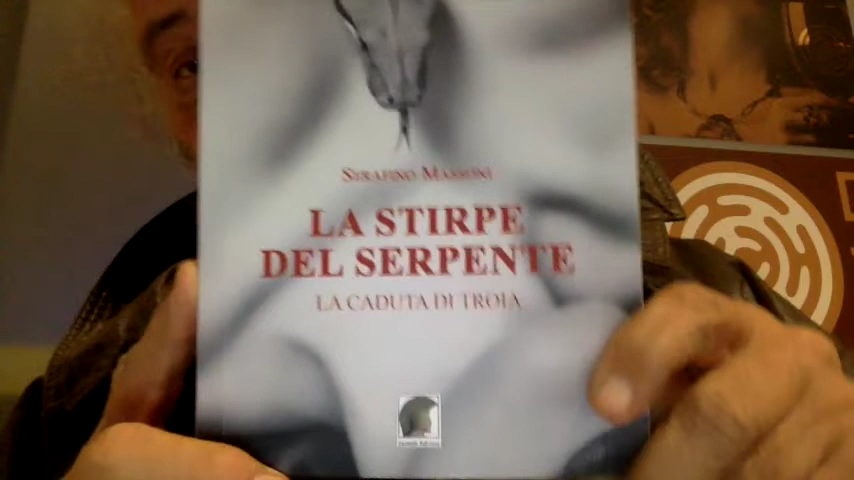 SERAFINO MASSONI
LA STIRPE
DEL SERPENTE
LA CADUTA DI TROIA